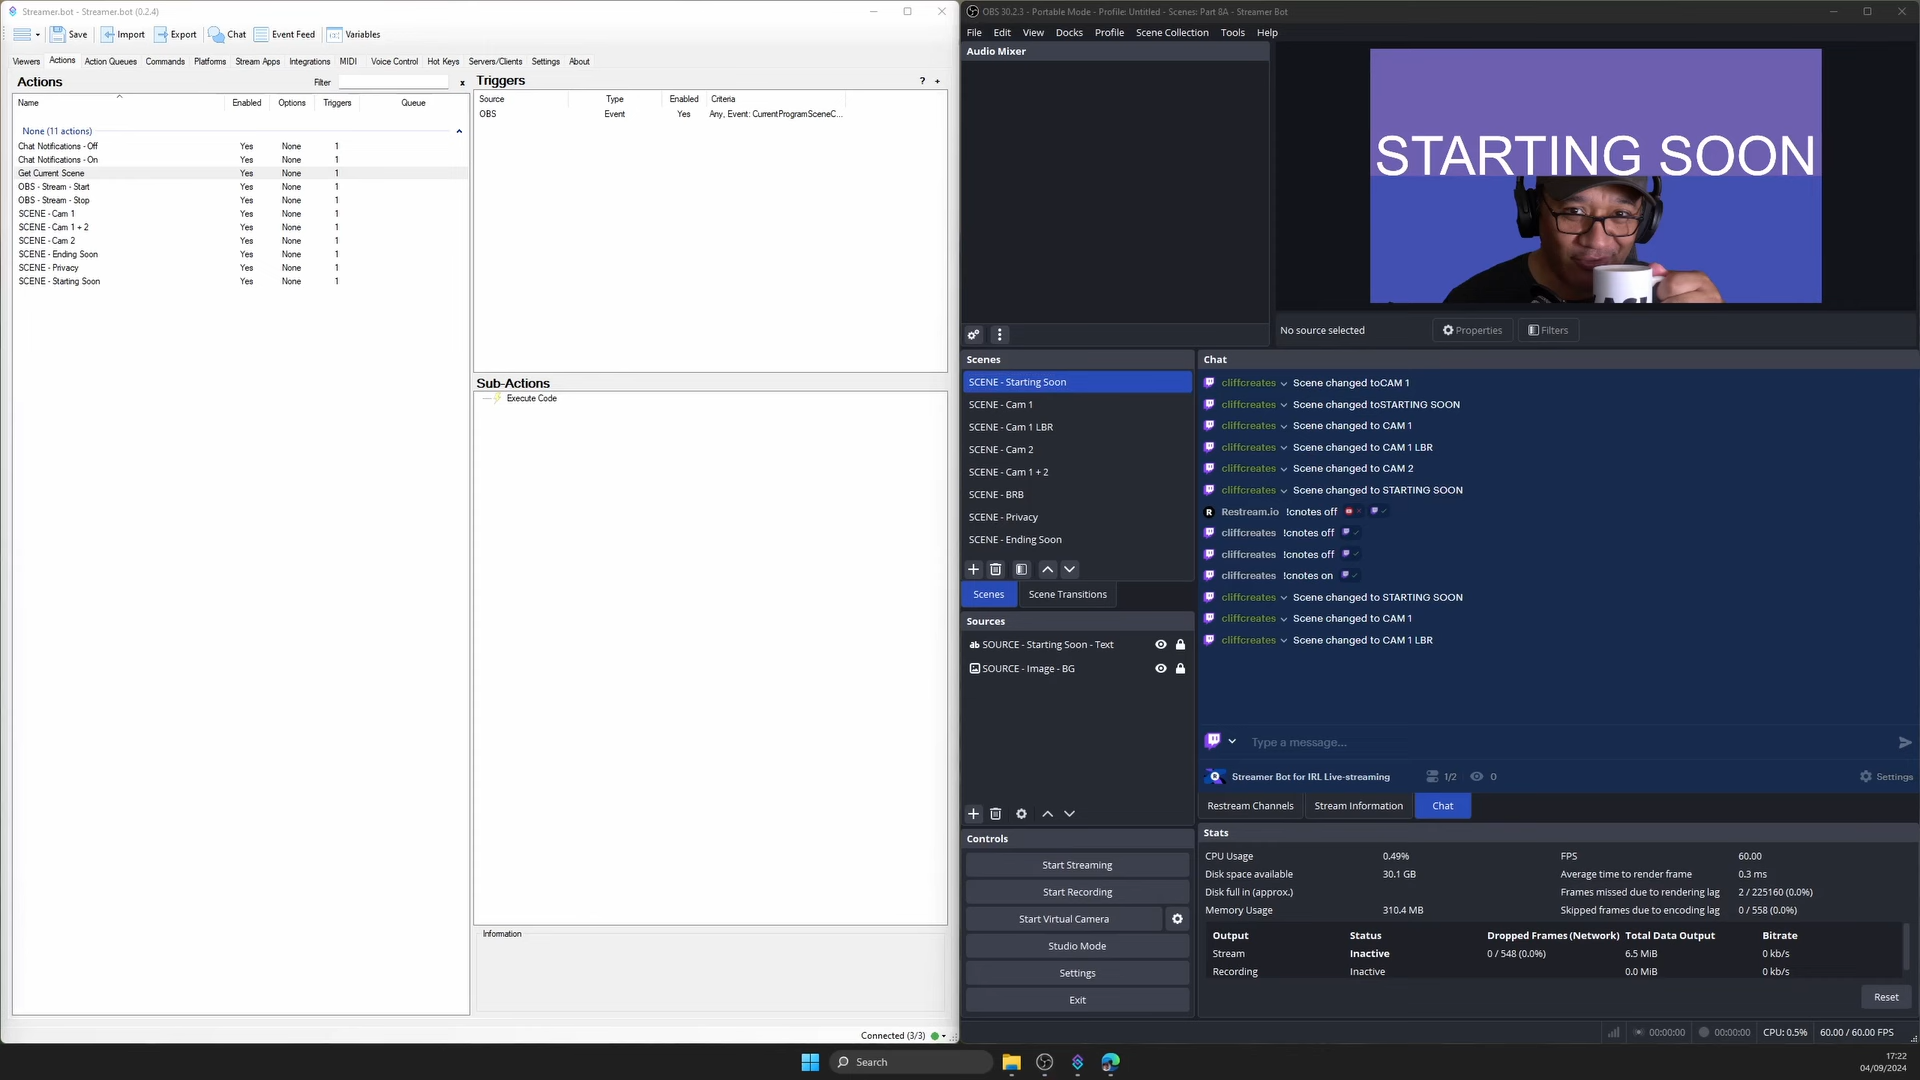 Streamer.bot - Streamer.bot (0.2.4)
Save
Import
Export
Chat
Event Feed
Variables
Viewers
Actions
Action Queues
Commands
Platforms
Stream Apps
Integrations
MIDI
Voice Control
Hot Keys
Servers/Clients
Settings
About
Actions
Filter
x
Name
Enabled
Options
Triggers
Queue
None (11 actions)
Chat Notifications - Off Yes None 1
Chat Notifications - On Yes None 1
Get Current Scene Yes None 1
OBS - Stream - Start Yes None 1
OBS - Stream - Stop Yes None 1
SCENE - Cam 1 Yes None 1
SCENE - Cam 1 + 2 Yes None 1
SCENE - Cam 2 Yes None 1
SCENE - Ending Soon Yes None 1
SCENE - Privacy Yes None 1
SCENE - Starting Soon Yes None 1
Triggers
? +
Source Type Enabled Criteria
OBS Event Yes Any, Event: CurrentProgramSceneC...
Sub-Actions
Execute Code
Information
Connected (3/3)
OBS 30.2.3 - Portable Mode - Profile: Untitled - Scenes: Part 8A - Streamer Bot
File Edit View Docks Profile Scene Collection Tools Help
Audio Mixer
STARTING SOON
No source selected
Properties
Filters
Scenes
SCENE - Starting Soon
SCENE - Cam 1
SCENE - Cam 1 LBR
SCENE - Cam 2
SCENE - Cam 1 + 2
SCENE - BRB
SCENE - Privacy
SCENE - Ending Soon
Scenes
Scene Transitions
Sources
ab SOURCE - Starting Soon - Text
SOURCE - Image - BG
Controls
Start Streaming
Start Recording
Start Virtual Camera
Studio Mode
Settings
Exit
Chat
cliffcreates Scene changed toCAM 1
cliffcreates Scene changed toSTARTING SOON
cliffcreates Scene changed to CAM 1
cliffcreates Scene changed to CAM 1 LBR
cliffcreates Scene changed to CAM 2
cliffcreates Scene changed to STARTING SOON
R Restream.io !cnotes off
cliffcreates !cnotes off
cliffcreates !cnotes off
cliffcreates !cnotes on
cliffcreates Scene changed to STARTING SOON
cliffcreates Scene changed to CAM 1
cliffcreates Scene changed to CAM 1 LBR
Type a message...
Streamer Bot for IRL Live-streaming 1/2 0
Settings
Restream Channels
Stream Information
Chat
Stats
CPU Usage 0.49% FPS 60.00
Disk space available 30.1 GB Average time to render frame 0.3 ms
Disk full in (approx.) Frames missed due to rendering lag 2 / 225160 (0.0%)
Memory Usage 310.4 MB Skipped frames due to encoding lag 0 / 558 (0.0%)
Output Status Dropped Frames (Network) Total Data Output Bitrate
Stream Inactive 0 / 548 (0.0%) 6.5 MiB 0 kb/s
Recording Inactive 0.0 MiB 0 kb/s
Reset
00:00:00 00:00:00 CPU: 0.5% 60.00 / 60.00 FPS
Search
17:22
04/09/2024